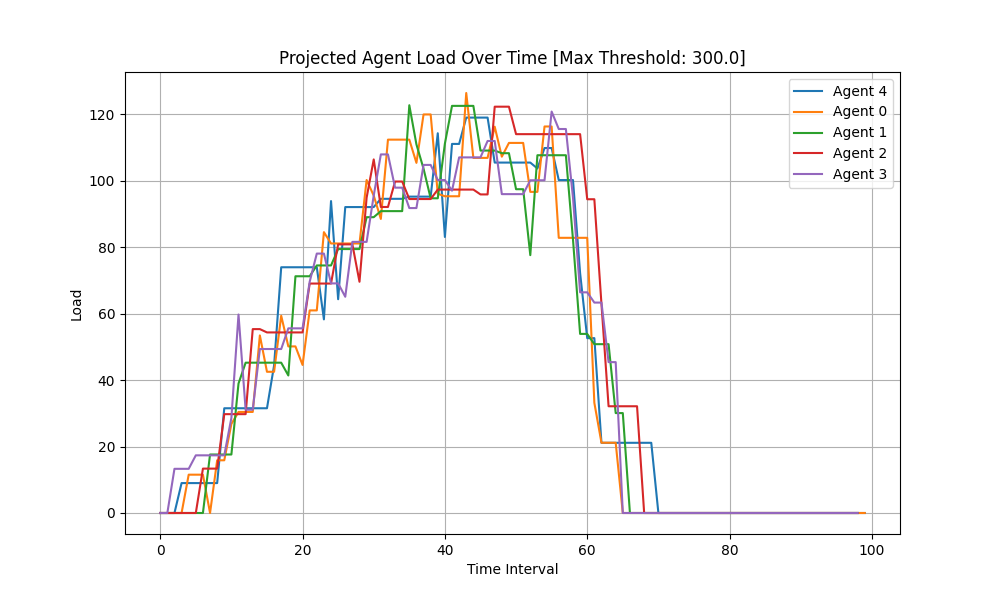 Projected Agent Load Over Time [Max Threshold: 300.0]
Agent 4
Agent 0
Agent 1
Agent 2
Agent 3
Load
120
100
80
60
40
20
0
0 20 40 60 80 100
Time Interval